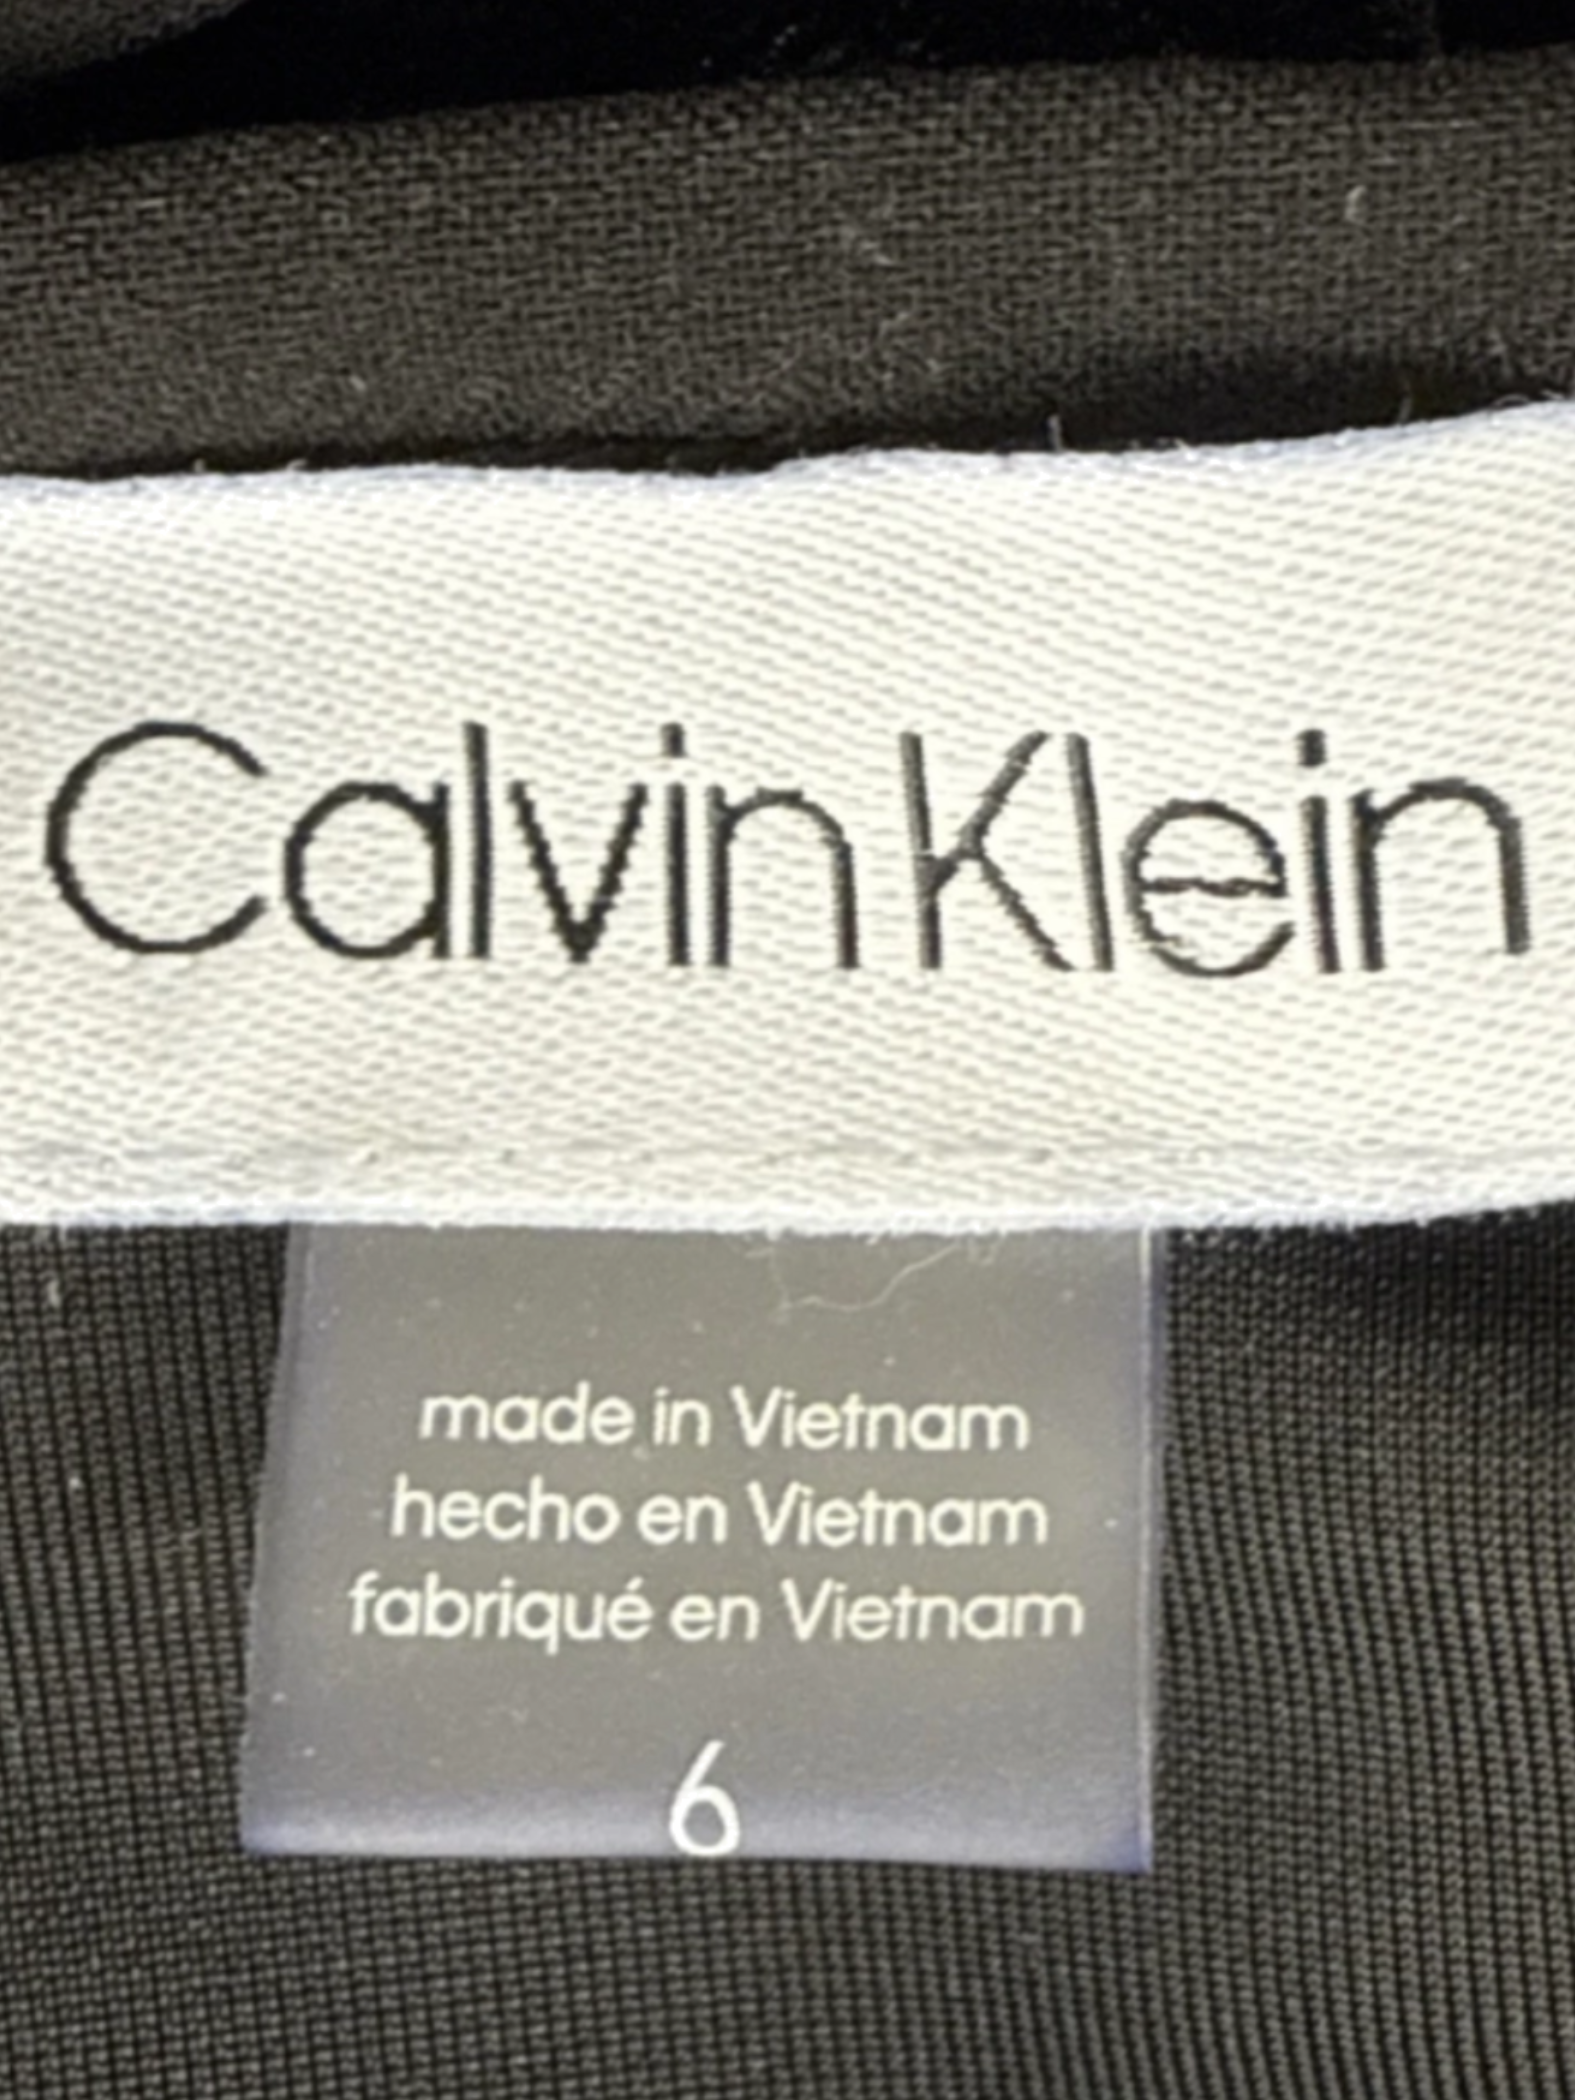 Calvin Klein
made in Vietnam
hecho en Vietnam
fabriqué en Vietnam
6